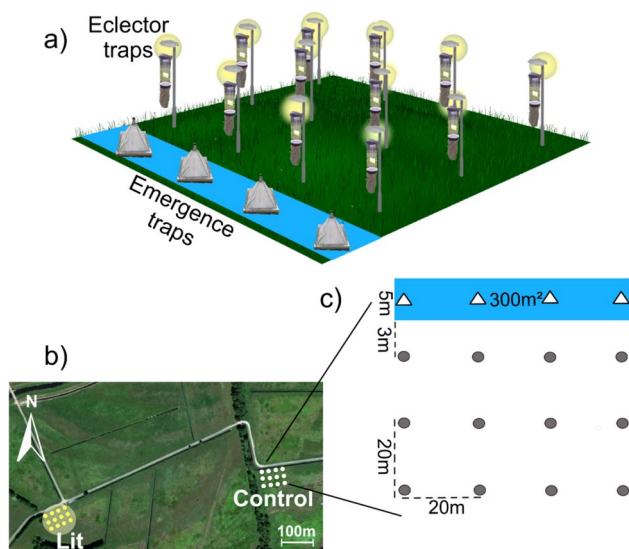 a)
Eclector
traps
Emergence
traps
b)
N
Lit
Control
100m
c)
5m
300m²
3m
20m
20m